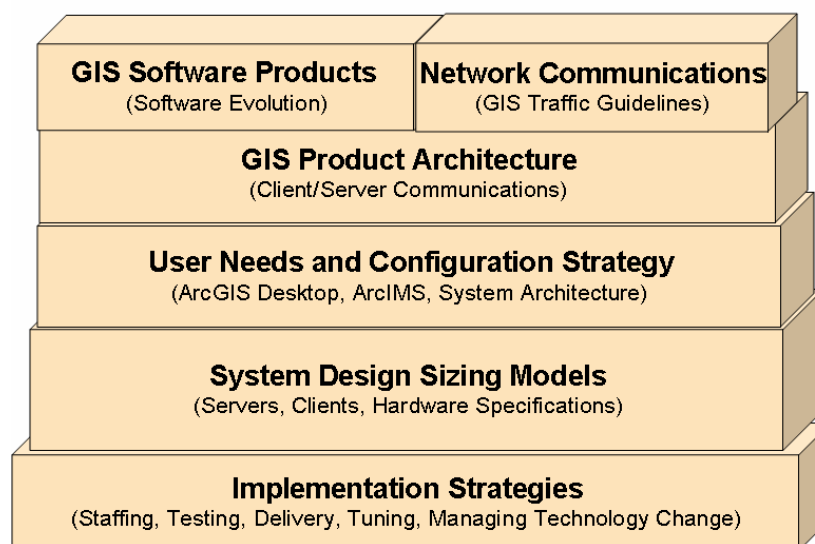 GIS Software Products
(Software Evolution)
Network Communications
(GIS Traffic Guidelines)
GIS Product Architecture
(Client/Server Communications)
User Needs and Configuration Strategy
(ArcGIS Desktop, ArcIMS, System Architecture)
System Design Sizing Models
(Servers, Clients, Hardware Specifications)
Implementation Strategies
(Staffing, Testing, Delivery, Tuning, Managing Technology Change)